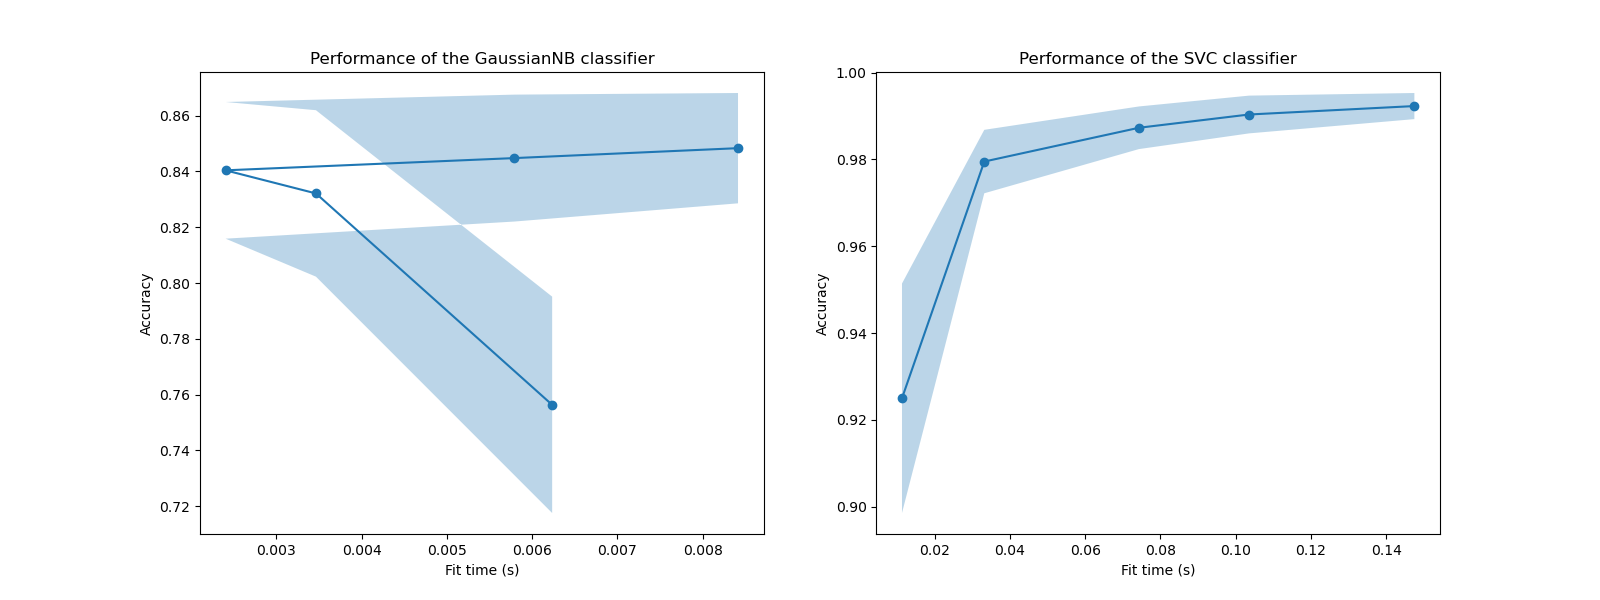 Performance of the GaussianNB classifier
Accuracy
0.86
0.84
0.82
0.80
0.78
0.76
0.74
0.72
0.003 0.004 0.005 0.006 0.007 0.008
Fit time (s)
Performance of the SVC classifier
Accuracy
1.00
0.98
0.96
0.94
0.92
0.90
0.02 0.04 0.06 0.08 0.10 0.12 0.14
Fit time (s)